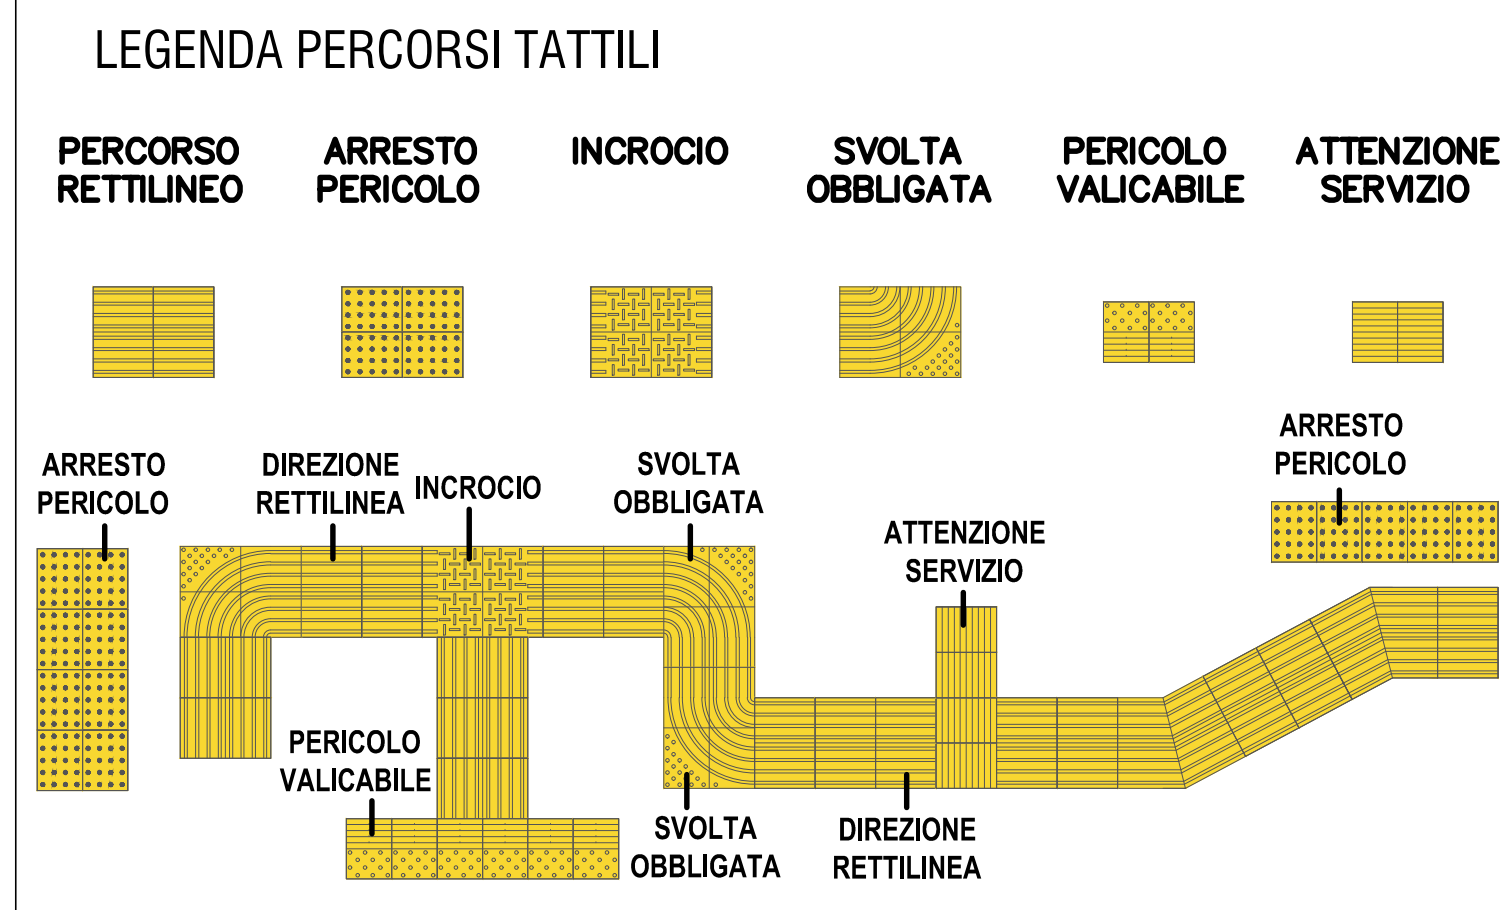 LEGENDA PERCORSI TATTILI
PERCORSO
RETTILINEO
ARRESTO
PERICOLO
INCROCIO
SVOLTA
OBBLIGATA
PERICOLO
VALICABILE
ATTENZIONE
SERVIZIO
ARRESTO
PERICOLO
DIREZIONE
RETTILINEA
INCROCIO
SVOLTA
OBBLIGATA
ATTENZIONE
SERVIZIO
ARRESTO
PERICOLO
PERICOLO
VALICABILE
SVOLTA
OBBLIGATA
DIREZIONE
RETTILINEA